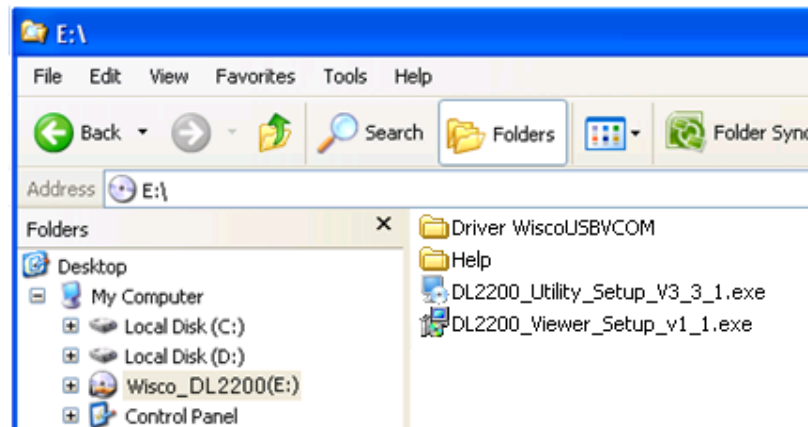 E:\
File Edit View Favorites Tools Help
Back Search Folders Folder Sync
Address E:\
Folders
Desktop
My Computer
Local Disk (C:)
Local Disk (D:)
Wisco_DL2200(E:)
Control Panel
Driver WiscoUSBVCOM
Help
DL2200_Utility_Setup_V3_3_1.exe
DL2200_Viewer_Setup_v1_1.exe